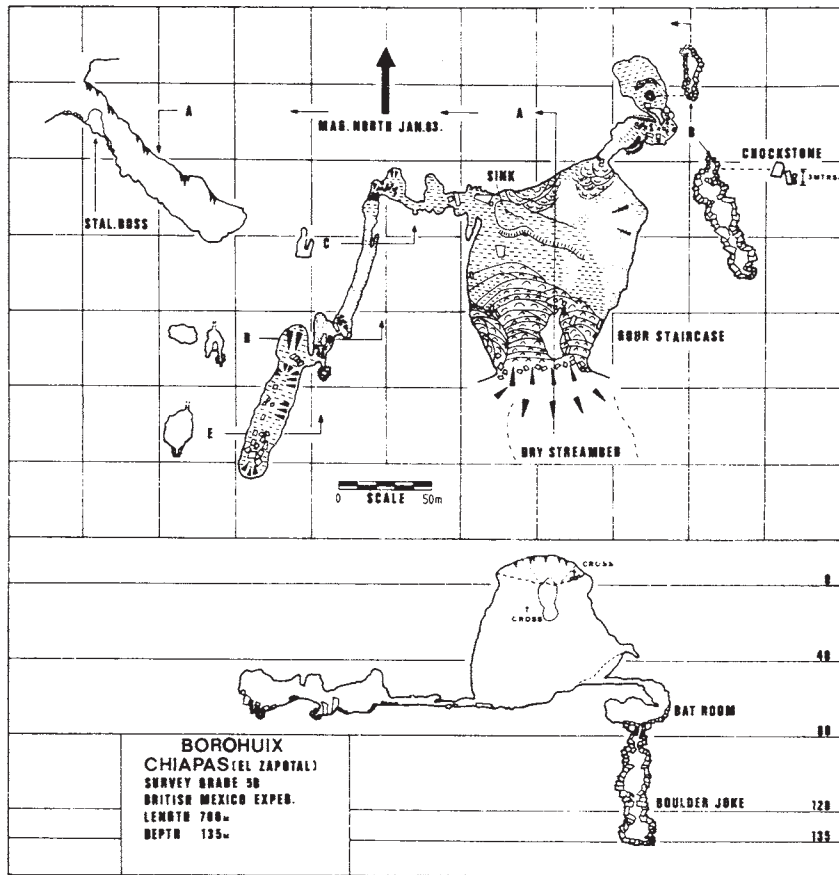 A
MAG. NORTH JAN.83.
A
SINK
B
CHOCKSTONE
3MTRS.
STAL. BOSS
C
B
ROUR STAIRCASE
E
DRY STREAMBED
0 SCALE 50m
CROSS
0
CROSS
40
BAT ROOM
80
BOULDER JOKE
120
135
BOROHUIX
CHIAPAS (EL ZAPOTAL)
SURVEY GRADE 5B
BRITISH MEXICO EXPED.
LENGTH 700m
DEPTH 135m